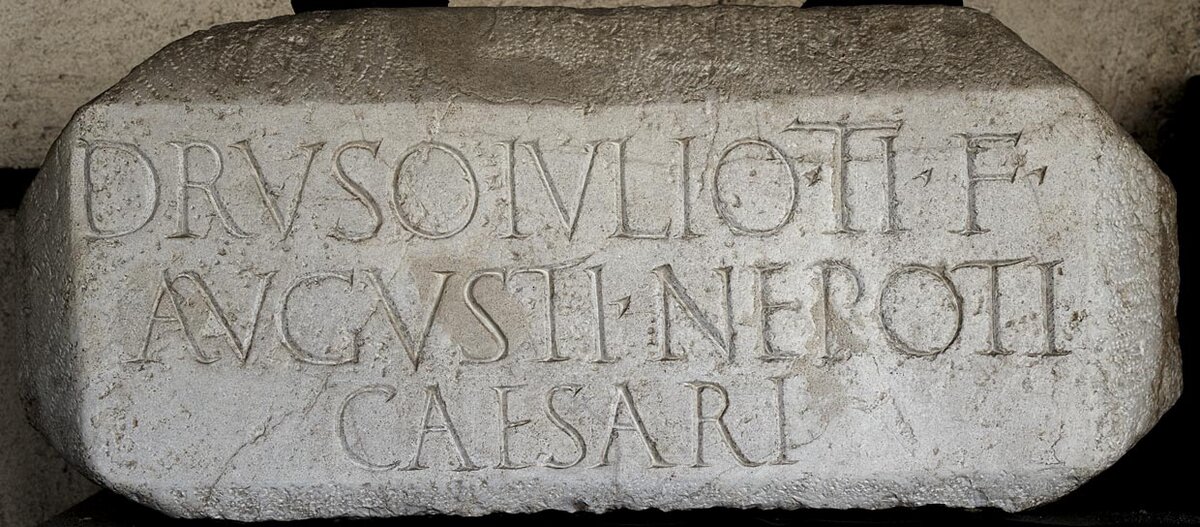 DRVSO IVLIO·TI·F·
AVGVSTI·NEPOTI
CAESARI